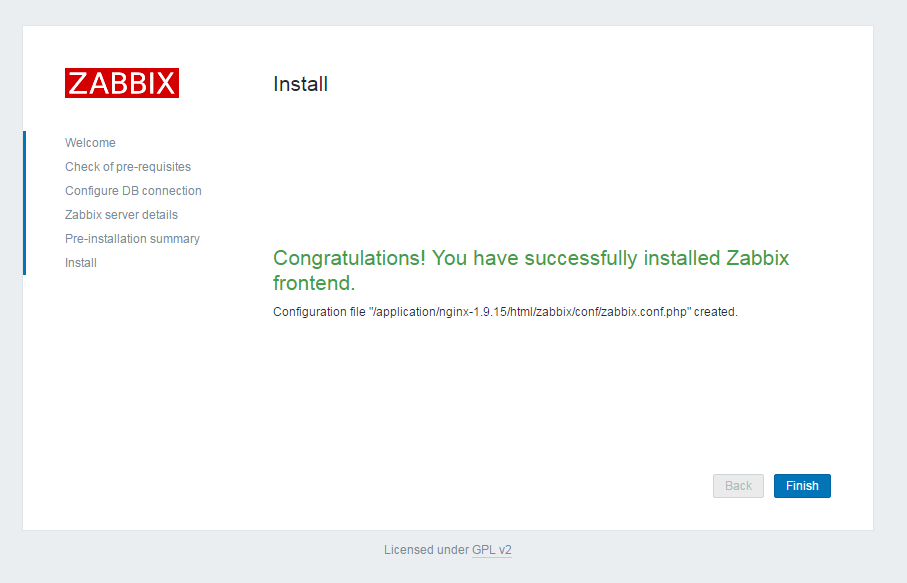 ZABBIX
Install
Welcome
Check of pre-requisites
Configure DB connection
Zabbix server details
Pre-installation summary
Install
Congratulations! You have successfully installed Zabbix
frontend.
Configuration file "/application/nginx-1.9.15/html/zabbix/conf/zabbix.conf.php" created.
Back
Finish
Licensed under GPL v2